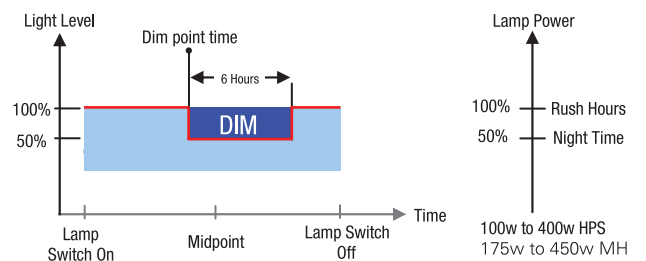 Light Level
Dim point time
6 Hours
100%
50%
DIM
Time
Lamp
Switch On
Midpoint
Lamp Switch
Off
Lamp Power
100%
Rush Hours
50%
Night Time
100w to 400w HPS
175w to 450w MH